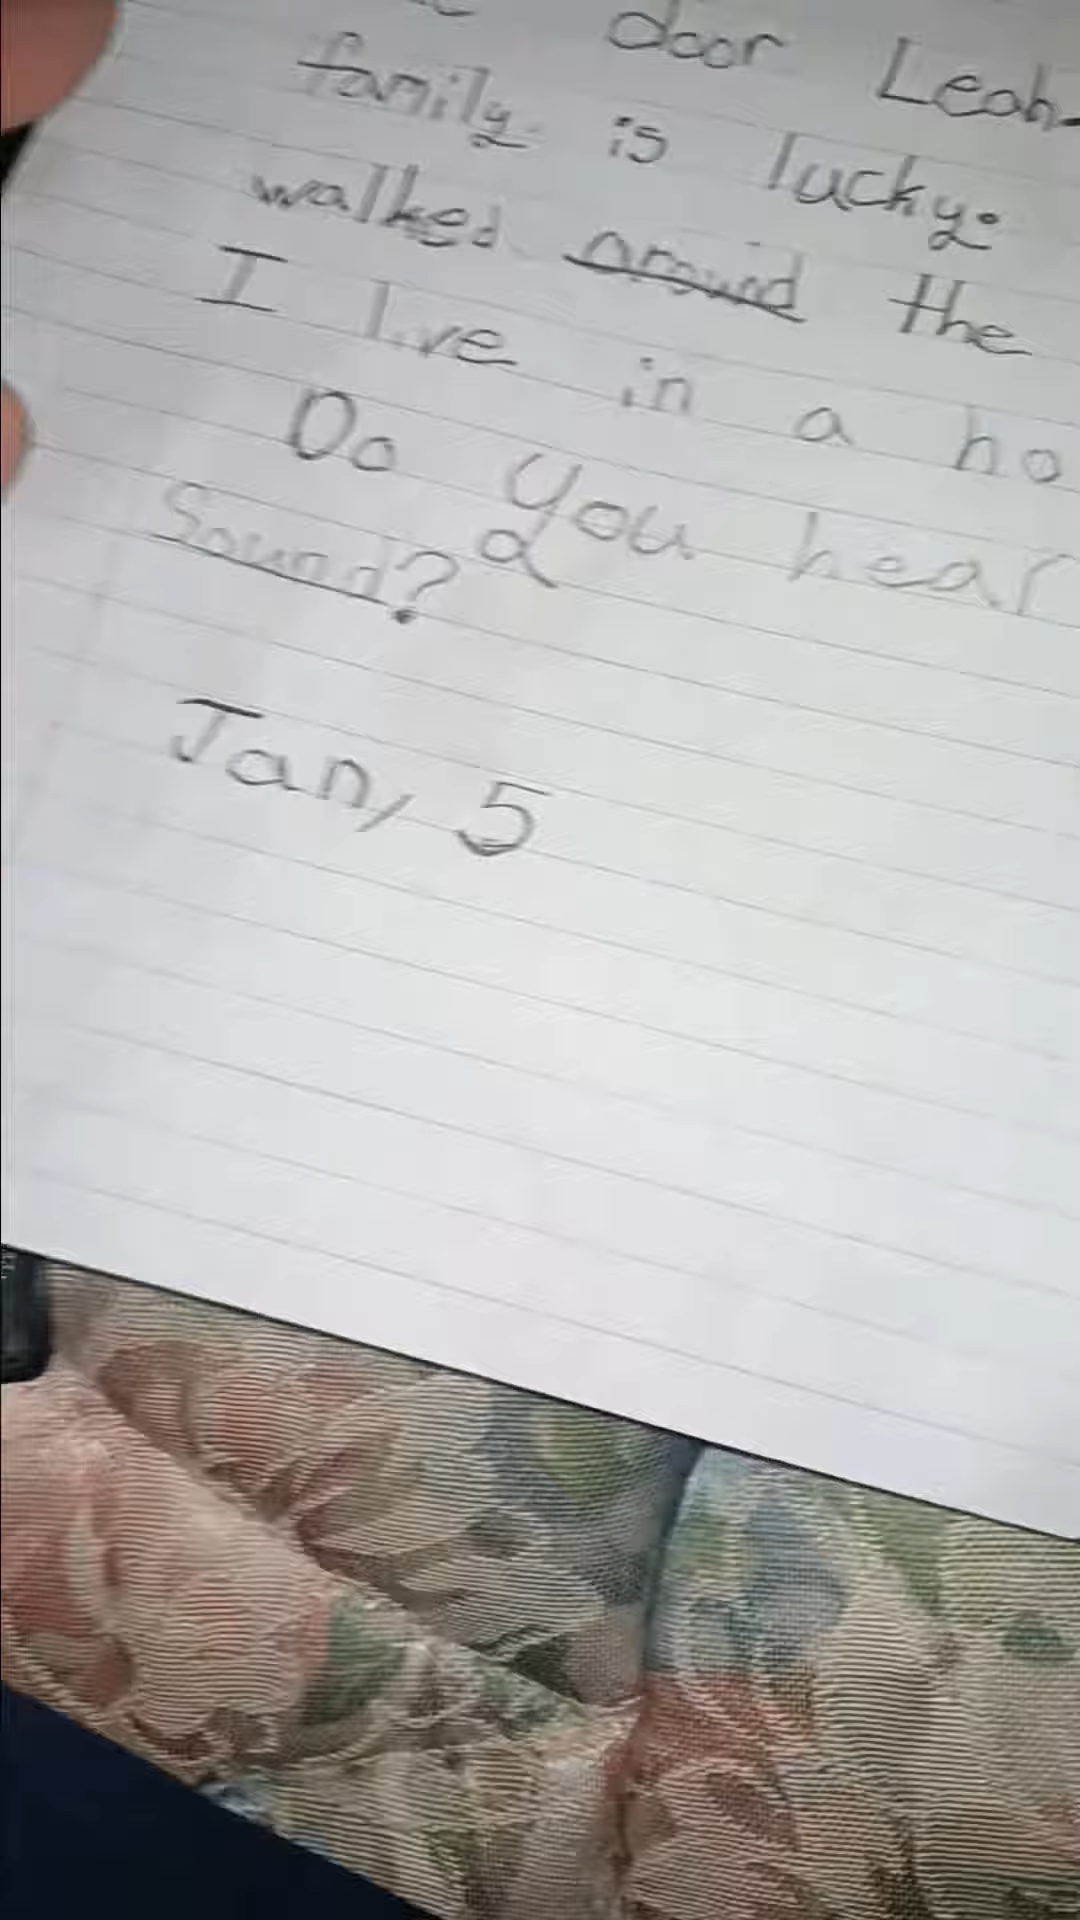 door Leah
family is lucky.
walked around the
I live in a ho
Do you hear
a
Sound?
Jan, 5